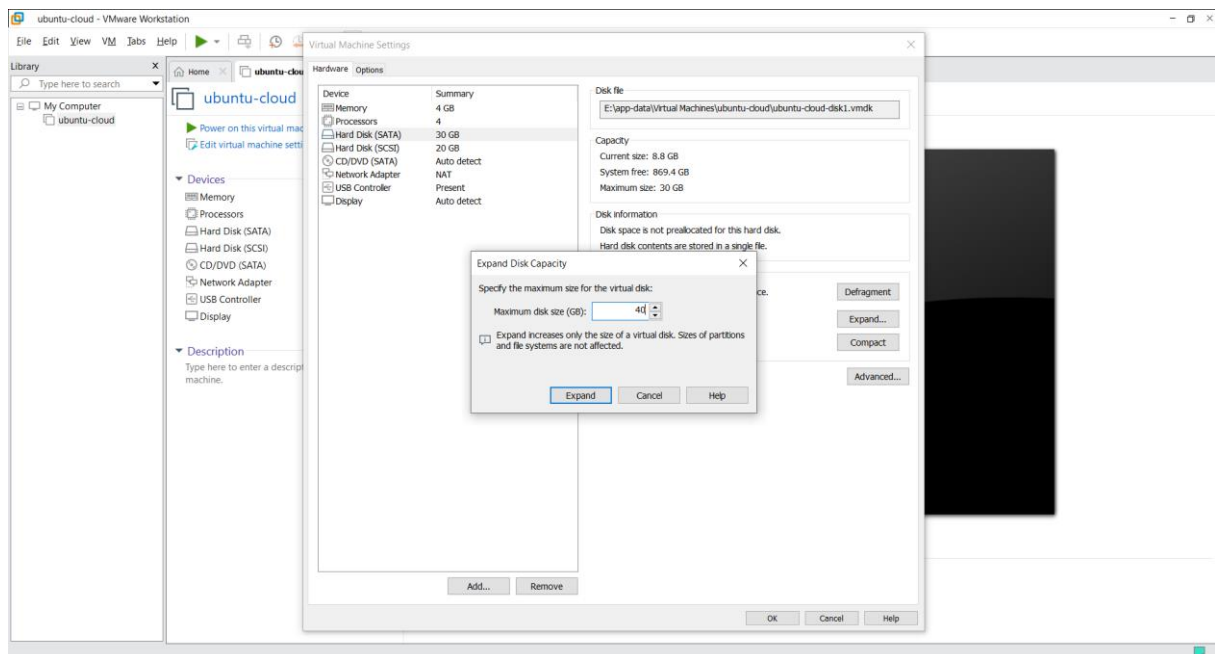 ubuntu-cloud - VMware Workstation
File Edit View VM Tabs Help
Library
Type here to search
My Computer
ubuntu-cloud
Home
ubuntu-clou
ubuntu-cloud
Power on this virtual mac
Edit virtual machine setti
Devices
Memory
Processors
Hard Disk (SATA)
Hard Disk (SCSI)
CD/DVD (SATA)
Network Adapter
USB Controller
Display
Description
Type here to enter a descrip
machine.
Virtual Machine Settings
Hardware Options
Device Summary
Memory 4 GB
Processors 4
Hard Disk (SATA) 30 GB
Hard Disk (SCSI) 20 GB
CD/DVD (SATA) Auto detect
Network Adapter NAT
USB Controller Present
Display Auto detect
Add... Remove
Disk file
E:\app-data\Virtual Machines\ubuntu-cloud\ubuntu-cloud-disk1.vmdk
Capacity
Current size: 8.8 GB
System free: 869.4 GB
Maximum size: 30 GB
Disk information
Disk space is not preallocated for this hard disk.
Hard disk contents are stored in a single file.
ce.
Defragment
Expand...
Compact
Advanced...
Expand Disk Capacity
Specify the maximum size for the virtual disk:
Maximum disk size (GB): 40
Expand increases only the size of a virtual disk. Sizes of partitions
and file systems are not affected.
Expand Cancel Help
OK Cancel Help